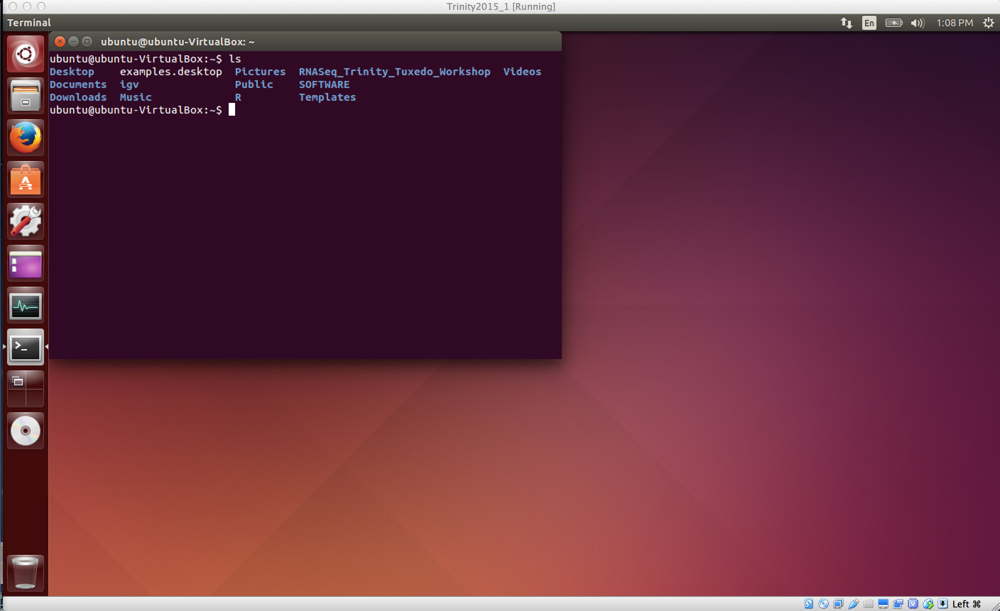 Trinity2015_1 [Running]
Terminal
En
1:08 PM
ubuntu@ubuntu-VirtualBox: ~
ubuntu@ubuntu-VirtualBox:~$ ls
Desktop examples.desktop Pictures RNASeq_Trinity_Tuxedo_Workshop Videos
Documents igv Public SOFTWARE
Downloads Music R Templates
ubuntu@ubuntu-VirtualBox:~$
Left ⌘